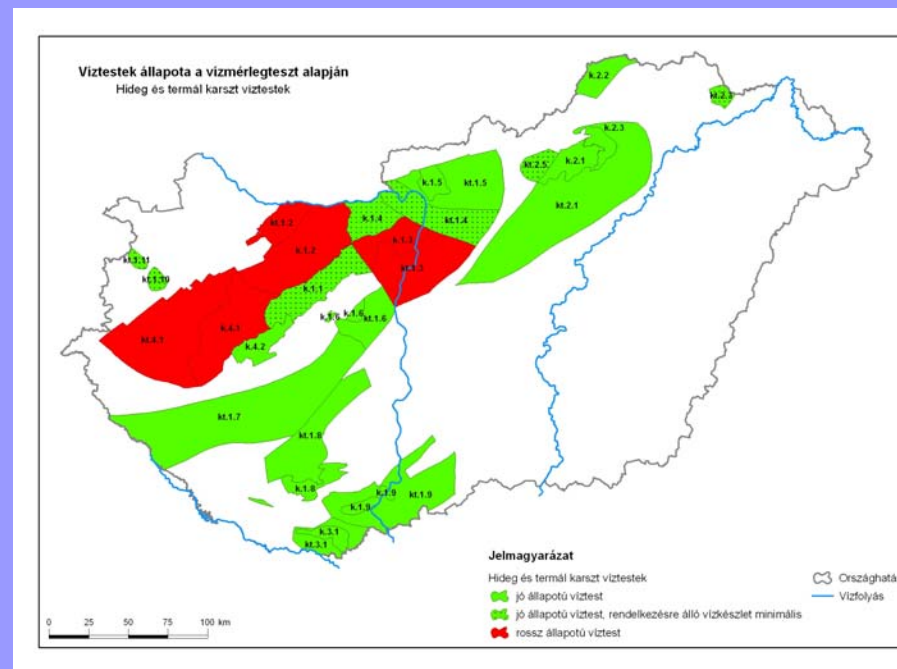 Víztestek állapota a vízmérlegteszt alapján
Hideg és termál karszt víztestek
k.2.2
kt.2.2
k.2.3
kt.2.5
k.2.1
k.1.5
kt.1.5
kt.2.1
k.1.4
kt.1.4
k.1.2
k.1.3
kt.1.3
kt.1.11
kt.1.10
k.1.1
k.1.6
k.1.6
kt.1.6
kt.4.1
k.4.1
k.4.2
kt.1.7
kt.1.8
k.1.8
k.1.9
kt.1.9
k.1.9
k.3.1
kt.3.1
Jelmagyarázat
Hideg és termál karszt víztestek
jó állapotú víztest
jó állapotú víztest, rendelkezésre álló vízkészlet minimális
rossz állapotú víztest
Országhatá
Vízfolyás
0 25 50 100 km